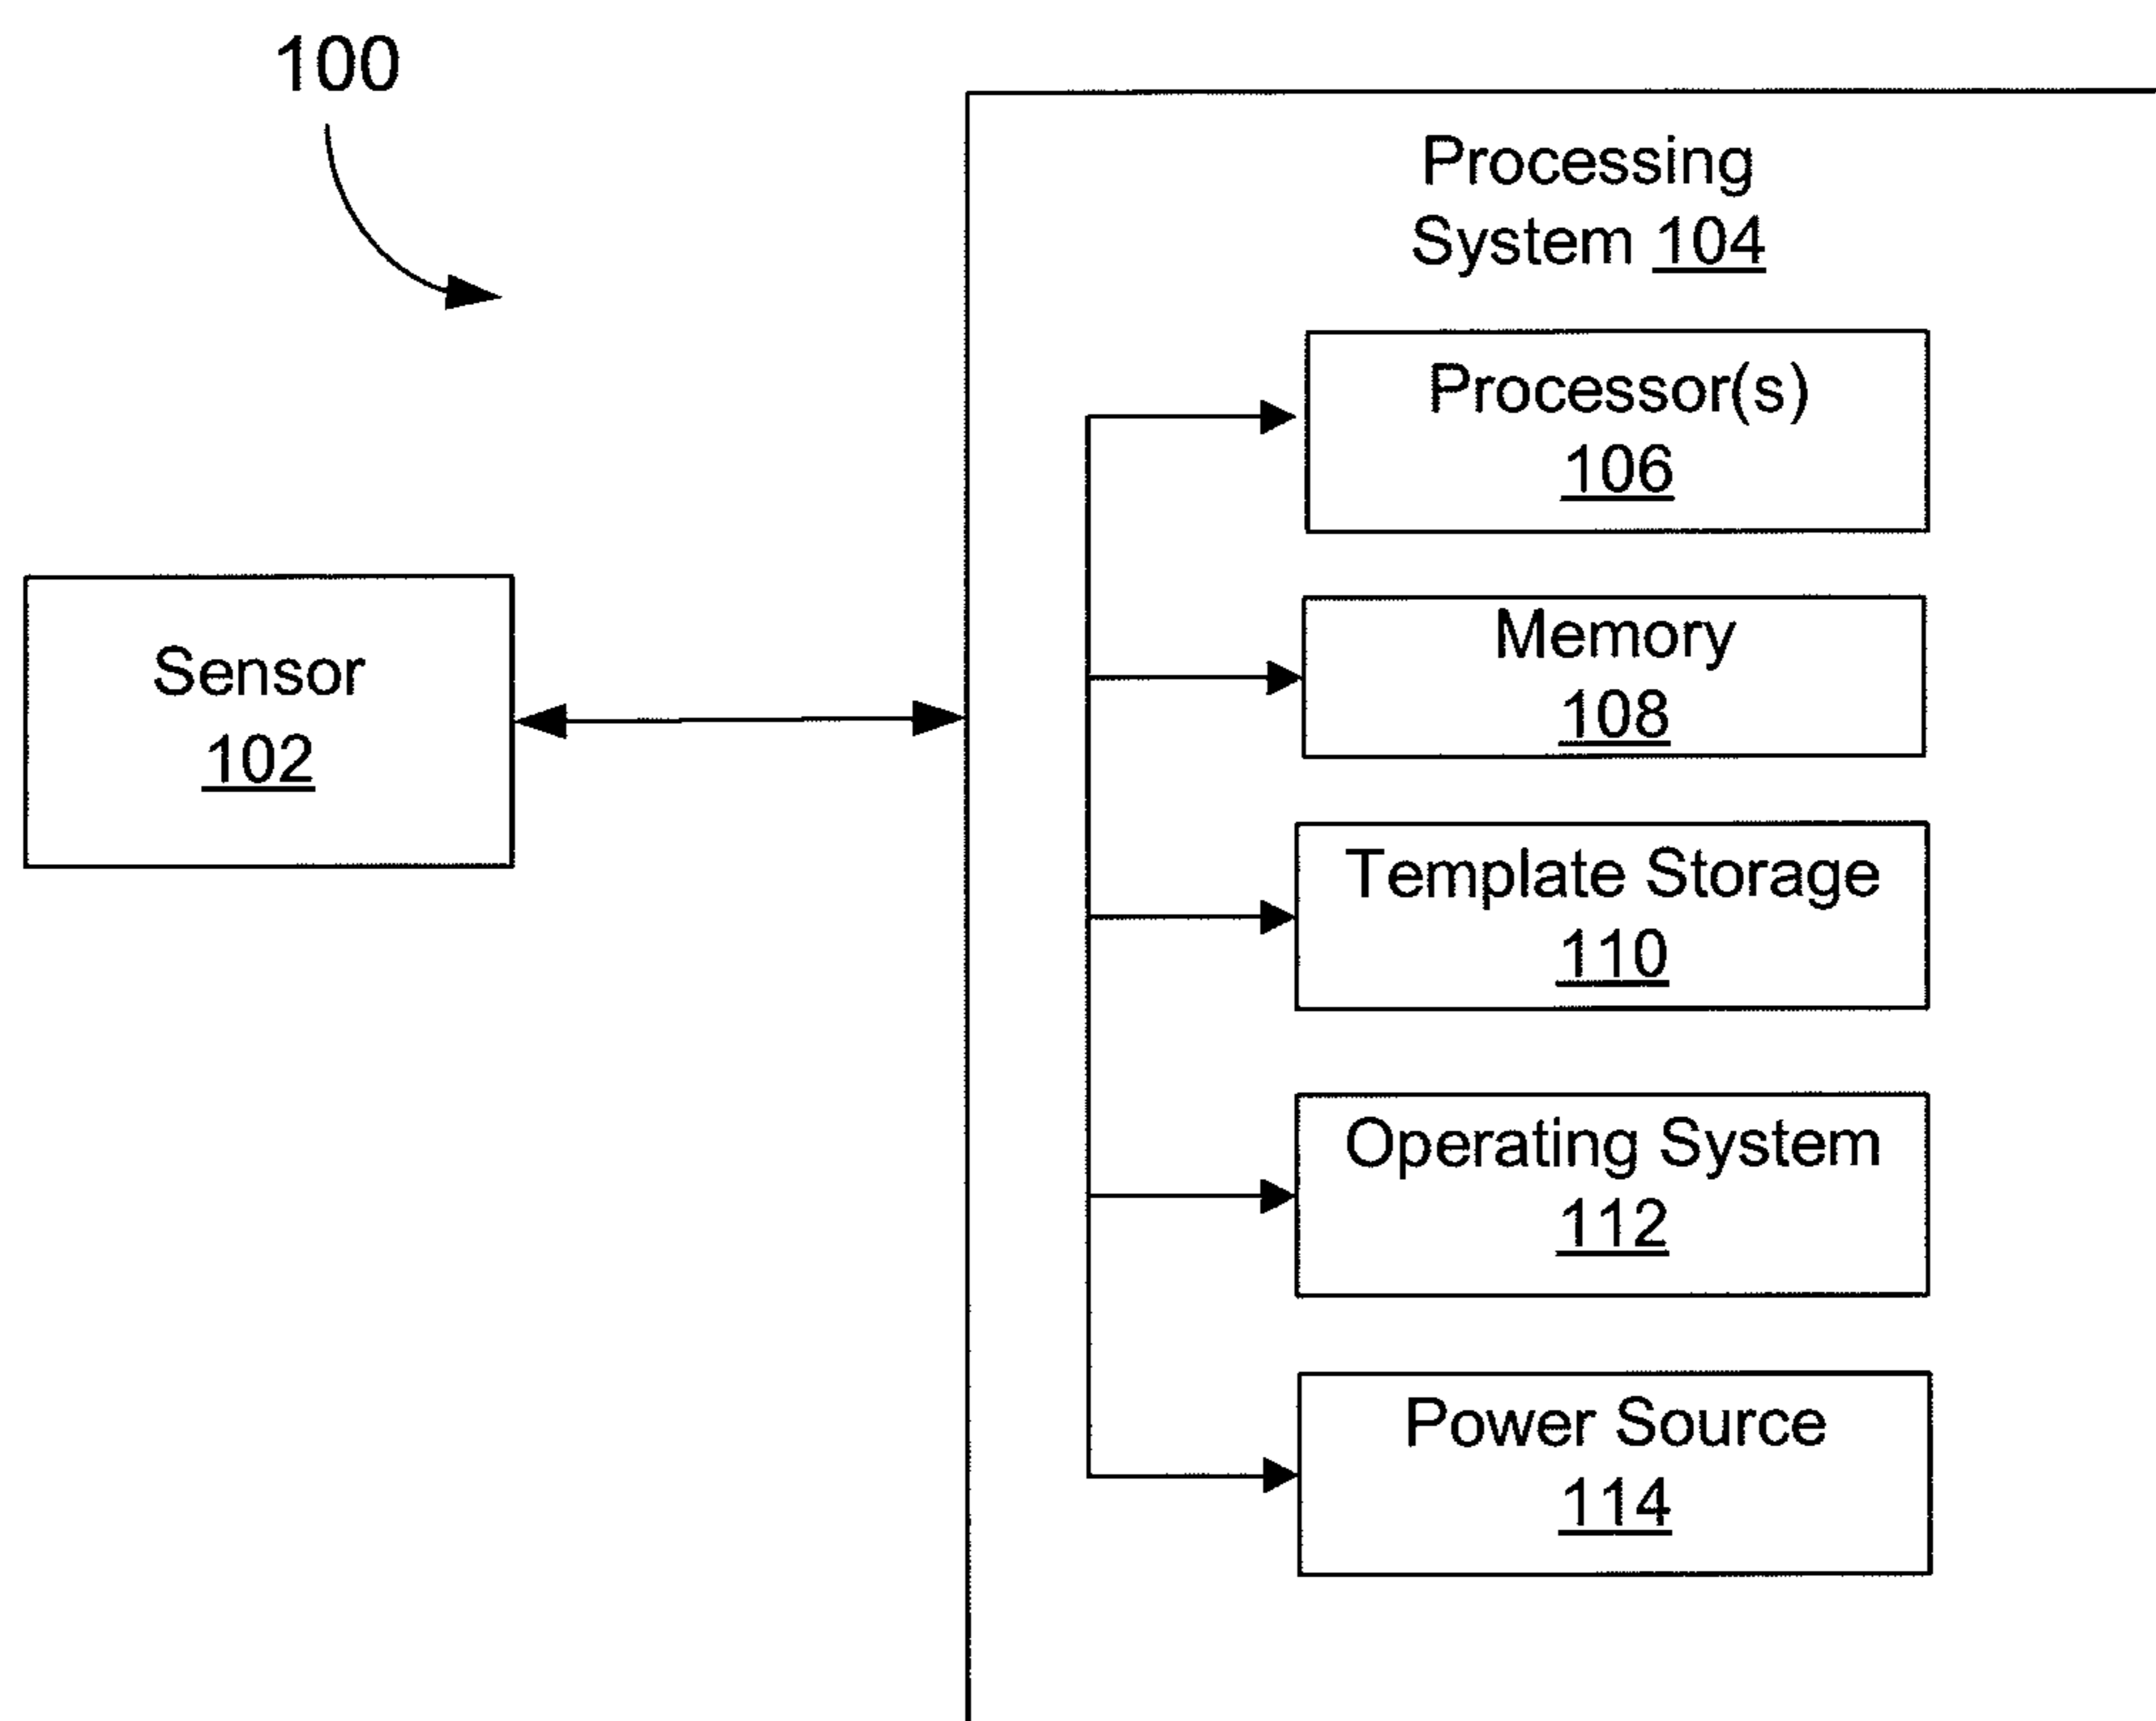 100
Processing
System 104
Processor(s)
106
Memory
108
Sensor
102
Template Storage
110
Operating System
112
Power Source
114